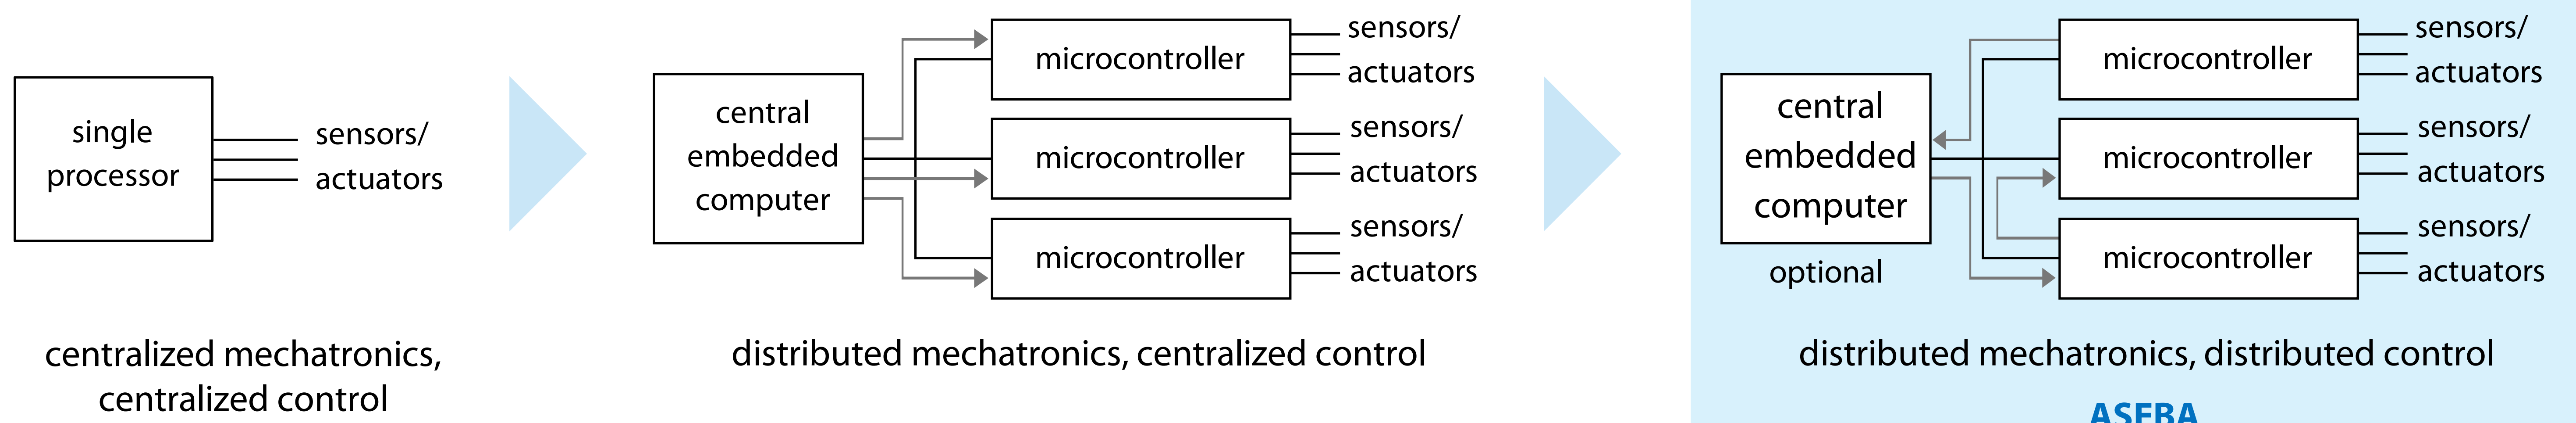 single
processor
sensors/
actuators
centralized mechatronics,
centralized control
central
embedded
computer
microcontroller
sensors/
actuators
microcontroller
sensors/
actuators
microcontroller
sensors/
actuators
distributed mechatronics, centralized control
central
embedded
computer
optional
microcontroller
sensors/
actuators
microcontroller
sensors/
actuators
microcontroller
sensors/
actuators
distributed mechatronics, distributed control
ASEBA